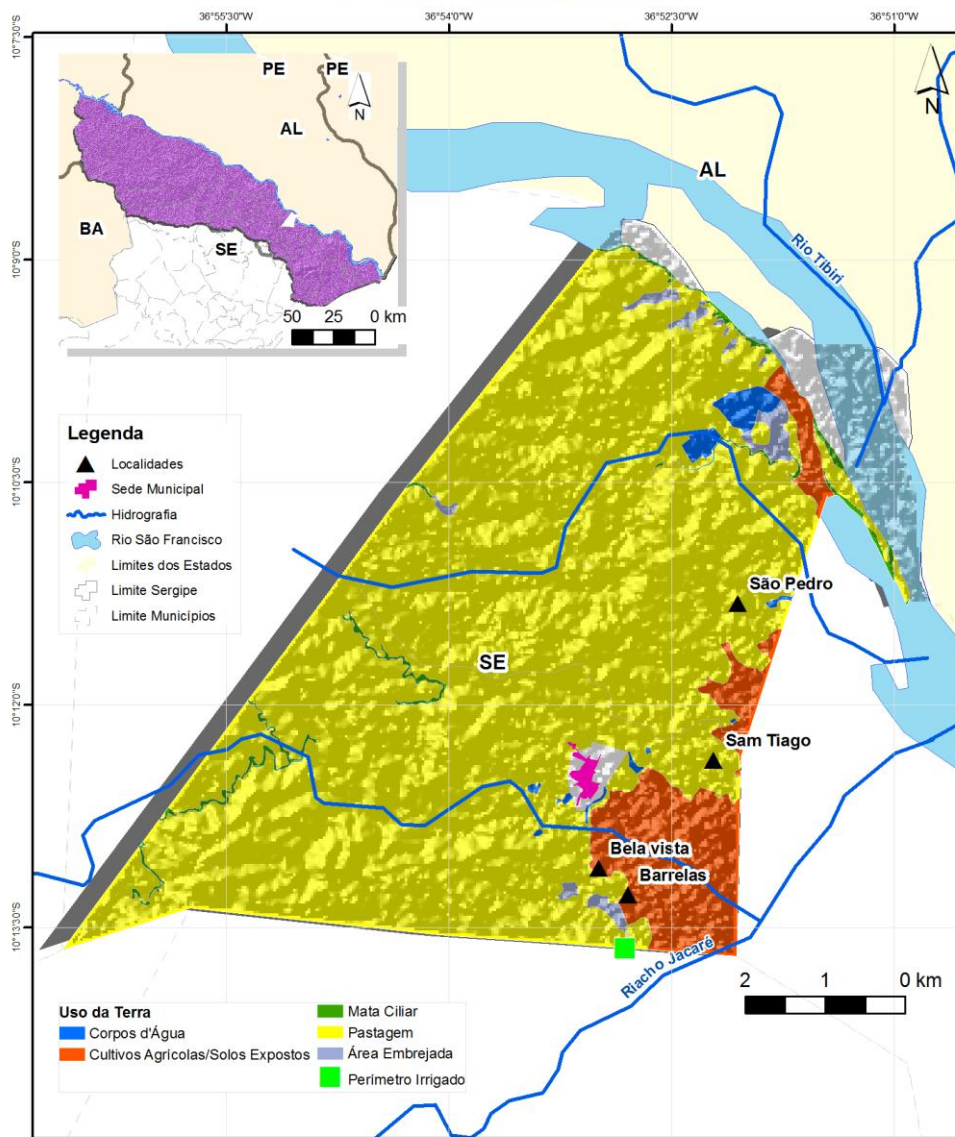 36°55'30"O
36°54'0"O
36°52'30"O
36°51'0"O
10°7'30"S
10°9'0"S
10°10'30"S
10°12'0"S
10°13'30"S
PE
PE
N
AL
BA
SE
50 25 0 km
N
AL
Rio Tibiri
Legenda
Localidades
Sede Municipal
Hidrografia
Rio São Francisco
Limites dos Estados
Limite Sergipe
Limite Municípios
São Pedro
SE
Sam Tiago
Bela vista
Barrelas
Riacho Jacaré
2 1 0 km
Uso da Terra
Corpos d'Água
Cultivos Agrícolas/Solos Expostos
Mata Ciliar
Pastagem
Área Embrejada
Perímetro Irrigado